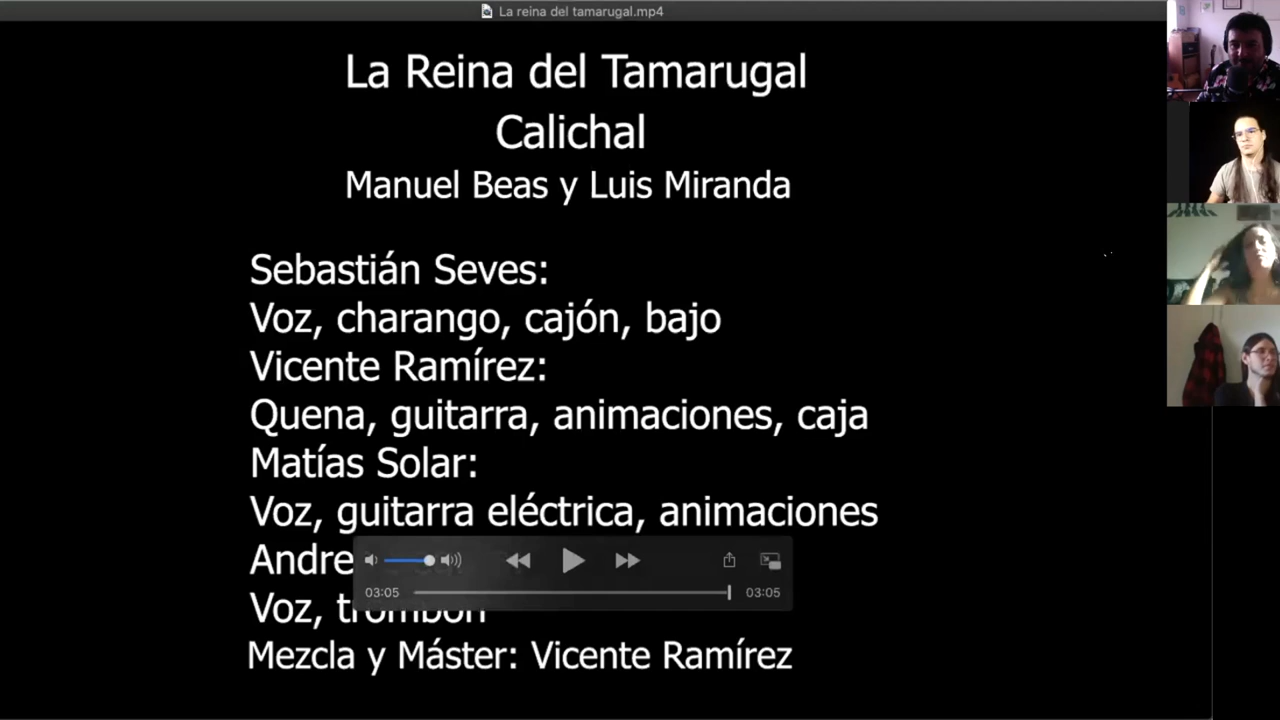 La reina del tamarugal.mp4
La Reina del Tamarugal
Calichal
Manuel Beas y Luis Miranda
Sebastián Seves:
Voz, charango, cajón, bajo
Vicente Ramírez:
Quena, guitarra, animaciones, caja
Matías Solar:
Voz, guitarra eléctrica, animaciones
Andre
03:05
03:05
Voz, trombón
Mezcla y Máster: Vicente Ramírez